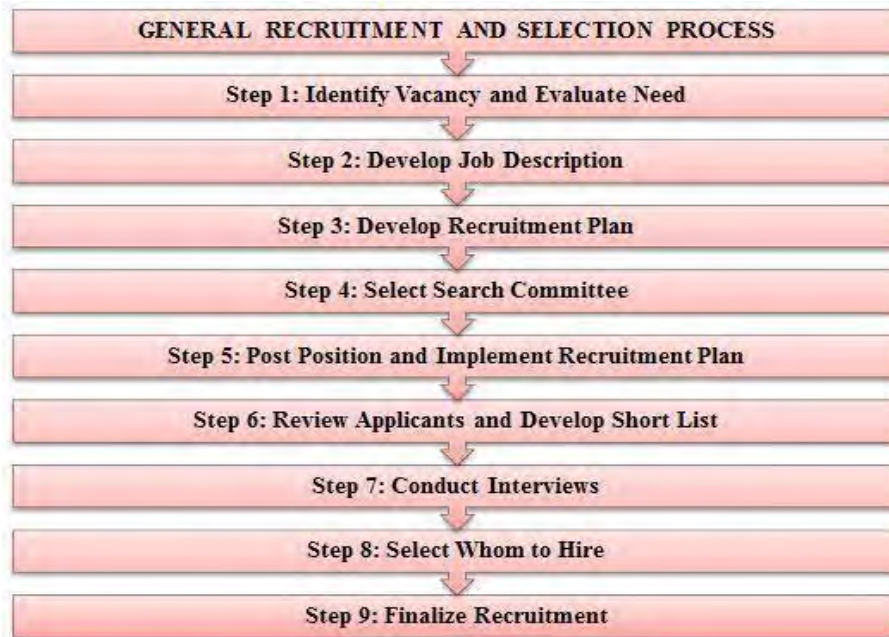 GENERAL RECRUITMENT AND SELECTION PROCESS
Step 1: Identify Vacancy and Evaluate Need
Step 2: Develop Job Description
Step 3: Develop Recruitment Plan
Step 4: Select Search Committee
Step 5: Post Position and Implement Recruitment Plan
Step 6: Review Applicants and Develop Short List
Step 7: Conduct Interviews
Step 8: Select Whom to Hire
Step 9: Finalize Recruitment